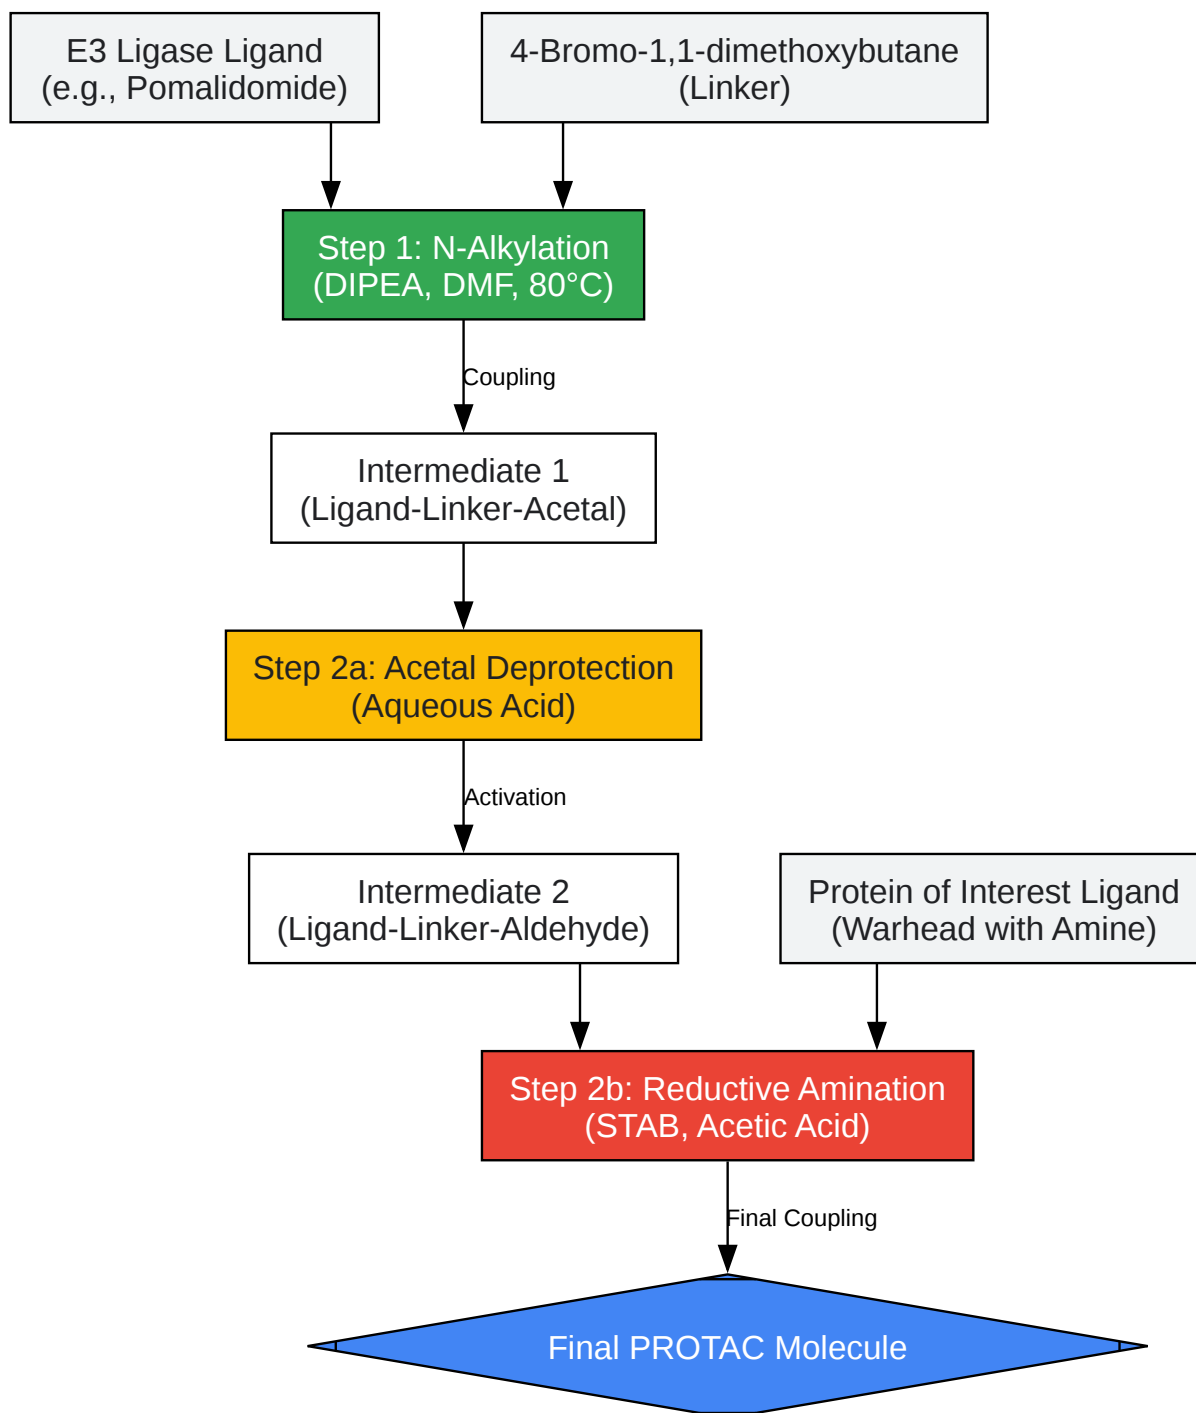 E3 Ligase Ligand
(e.g., Pomalidomide)
4-Bromo-1,1-dimethoxybutane
(Linker)
Step 1: N-Alkylation
(DIPEA, DMF, 80°C)
Coupling
Intermediate 1
(Ligand-Linker-Acetal)
Step 2a: Acetal Deprotection
(Aqueous Acid)
Activation
Intermediate 2
(Ligand-Linker-Aldehyde)
Protein of Interest Ligand
(Warhead with Amine)
Step 2b: Reductive Amination
(STAB, Acetic Acid)
Final Coupling
Final PROTAC Molecule